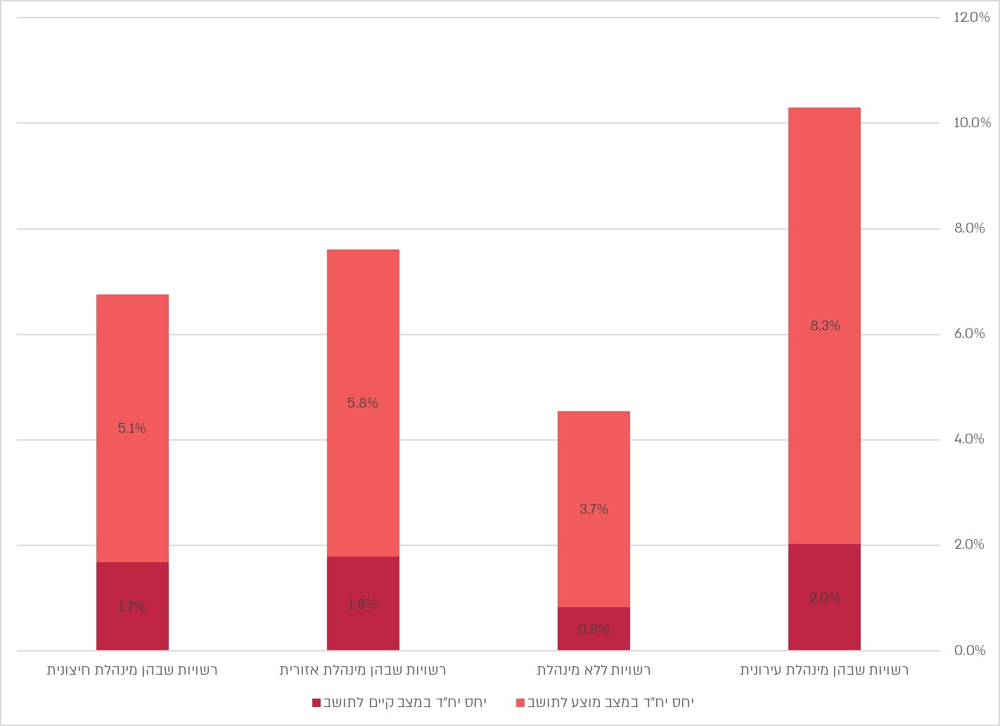 12.0%
10.0%
8.0%
6.0%
4.0%
2.0%
0.0%
8.3%
2.0%
3.7%
0.8%
5.8%
1.8%
5.1%
1.7%
רשויות שבהן מינהלת עירונית
רשויות ללא מינהלת
רשויות שבהן מינהלת אזורית
רשויות שבהן מינהלת חיצונית
יחס יח"ד במצב מוצע לתושב
יחס יח"ד במצב קיים לתושב